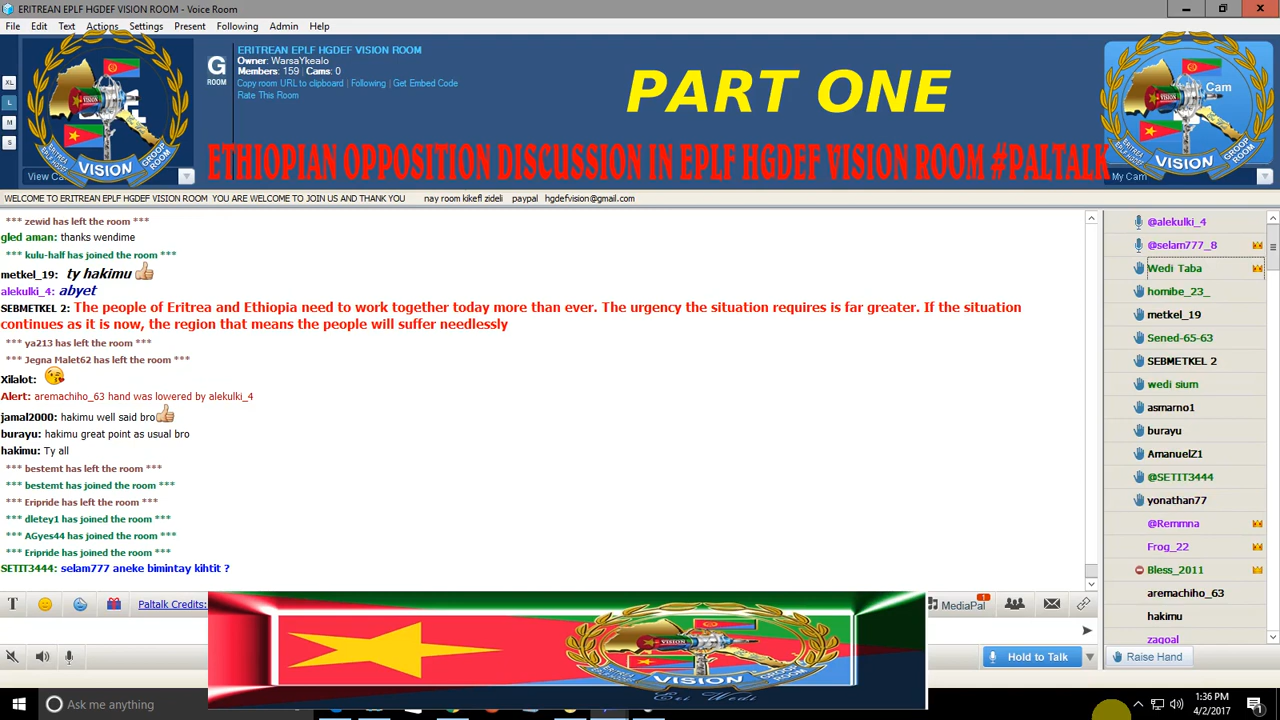 ERITREAN EPLF HGDEF VISION ROOM - Voice Room
File Edit Text Actions Settings Present Following Admin Help
G
ROOM
ERITREAN EPLF HGDEF VISION ROOM
Owner: WarsaYkealo
Members: 159 | Cams: 0
Copy room URL to clipboard | Following | Get Embed Code
Rate This Room
PART ONE
ETHIOPIAN OPPOSITION DISCUSSION IN EPLF HGDEF VISION ROOM #PALTALK
XL
L
M
S
VISION
ERITREA
GROOP ROOM
View Ca
Cam
VISION
My Cam
WELCOME TO ERITREAN EPLF HGDEF VISION ROOM YOU ARE WELCOME TO JOIN US AND THANK YOU nay room kikefl zideli paypal hgdefvision@gmail.com
*** zewid has left the room ***
gled aman: thanks wendime
*** kulu-half has joined the room ***
metkel_19: ty hakimu
alekulki_4: abyet
SEBMETKEL 2: The people of Eritrea and Ethiopia need to work together today more than ever. The urgency the situation requires is far greater. If the situation
continues as it is now, the region that means the people will suffer needlessly
*** ya213 has left the room ***
*** Jegna Malet62 has left the room ***
Xilalot:
Alert: aremachiho_63 hand was lowered by alekulki_4
jamal2000: hakimu well said bro
burayu: hakimu great point as usual bro
hakimu: Ty all
*** bestemt has left the room ***
*** bestemt has joined the room ***
*** Eripride has left the room ***
*** dletey1 has joined the room ***
*** AGyes44 has joined the room ***
*** Eripride has joined the room ***
SETIT3444: selam777 aneke bimintay kihtit ?
@alekulki_4
@selam777_8
Wedi Taba
homibe_23_
metkel_19
Sened-65-63
SEBMETKEL 2
wedi sium
asmarno1
burayu
AmanuelZ1
@SETIT3444
yonathan77
@Remmna
Frog_22
Bless_2011
aremachiho_63
hakimu
zagoal
T
Paltalk Credits:
MediaPal
1
VISION
Eri Wedi
Hold to Talk
Raise Hand
Ask me anything
1:36 PM
4/2/2017
1